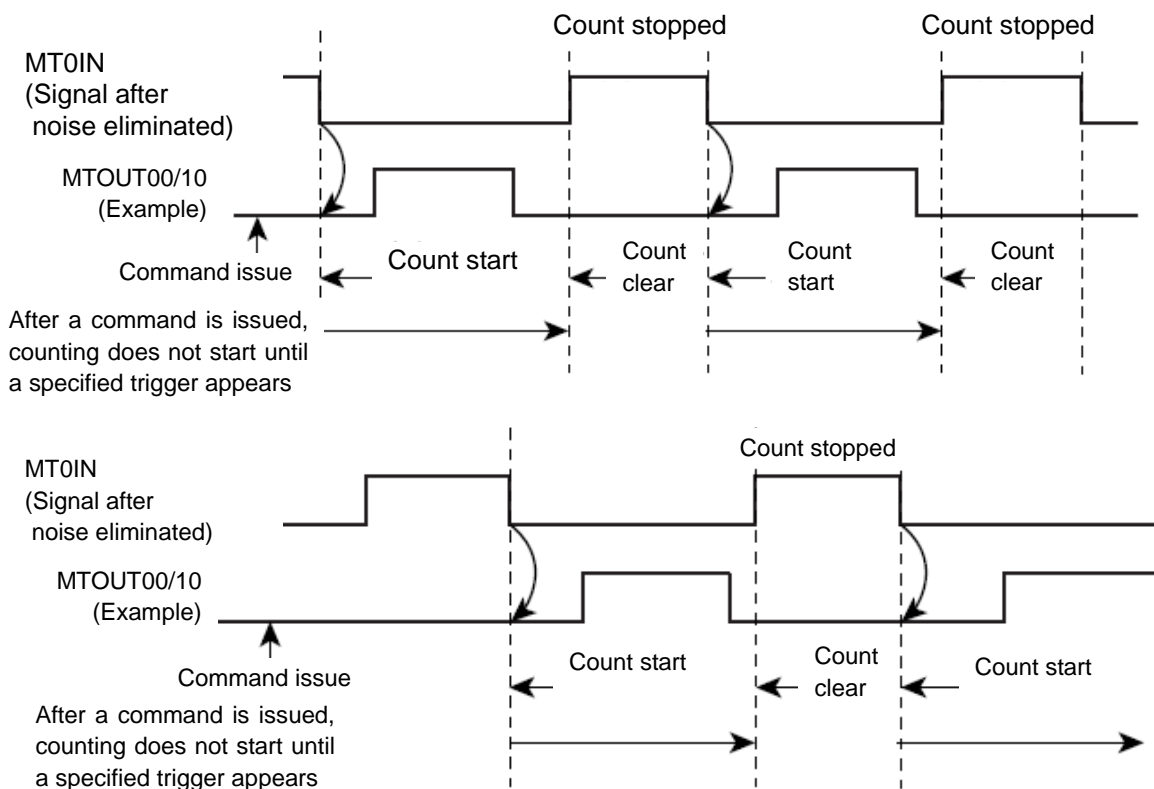 Count stopped
Count stopped
MT0IN
(Signal after
noise eliminated)
MTOUT00/10
(Example)
Command issue
Count start
Count
clear
Count
start
Count
clear
After a command is issued,
counting does not start until
a specified trigger appears
Count stopped
MT0IN
(Signal after
noise eliminated)
MTOUT00/10
(Example)
Command issue
Count start
Count
clear
Count start
After a command is issued,
counting does not start until
a specified trigger appears